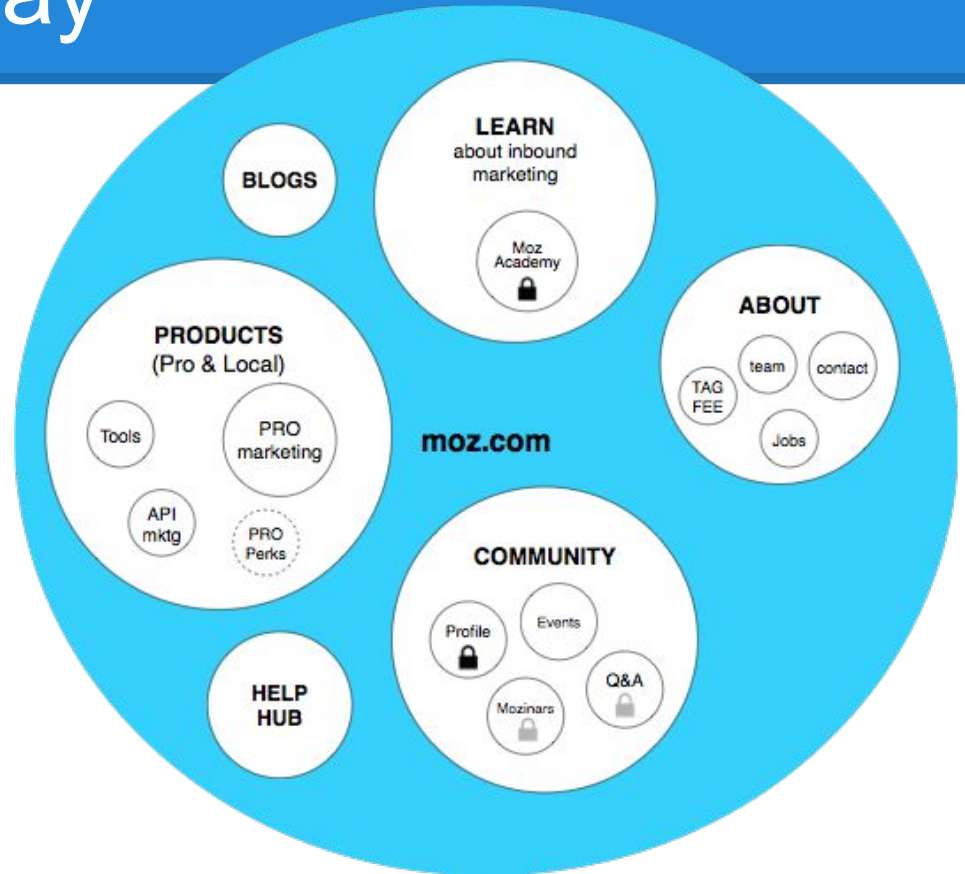 ay
LEARN
about inbound
marketing
Moz
Academy
BLOGS
ABOUT
team
contact
TAG
FEE
Jobs
PRODUCTS
(Pro & Local)
Tools
PRO
marketing
API
mktg
PRO
Perks
moz.com
COMMUNITY
Profile
Events
Mozinars
Q&A
HELP
HUB